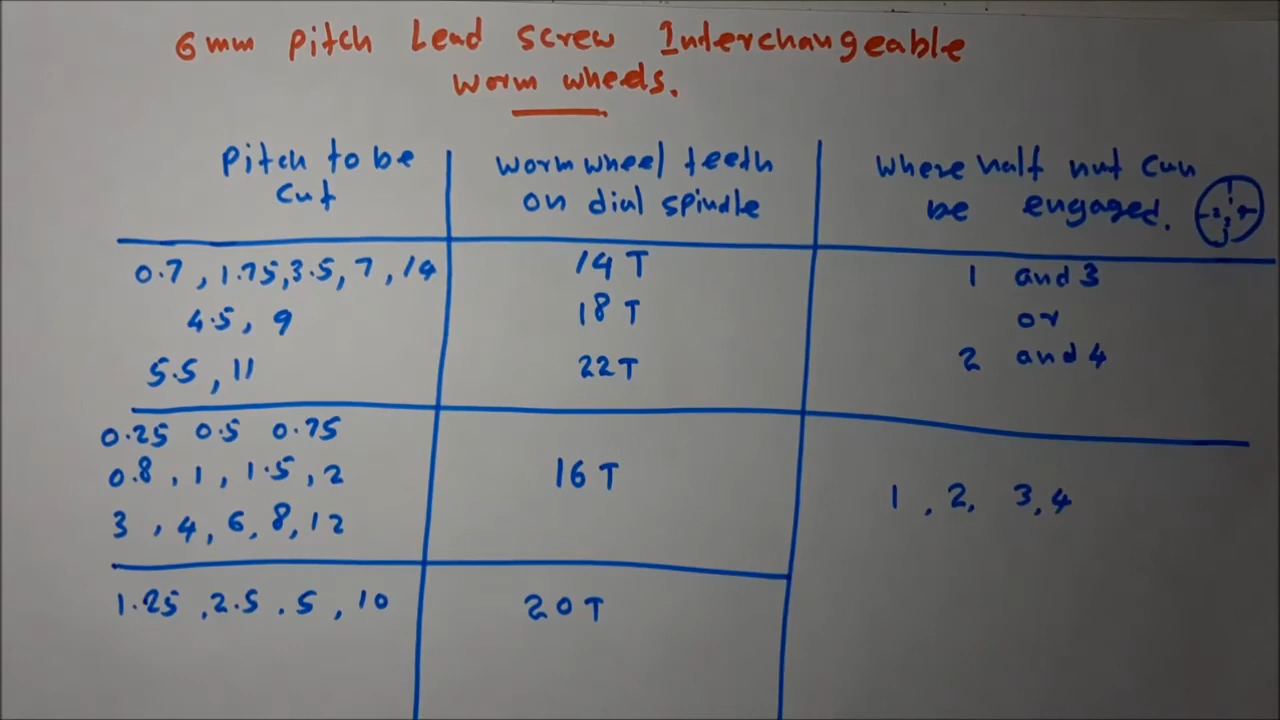 6mm Pitch Lead screw Interchangeable
worm wheels.
Pitch to be
cut
worm wheel teeth
on dial spindle
where half nut can
be engaged.
0.7, 1.75, 3.5, 7, 14
14 T
1 and 3
4.5, 9
18 T
or
5.5, 11
22 T
2 and 4
0.25 0.5 0.75
0.8, 1, 1.5, 2
16 T
3, 4, 6, 8, 12
1, 2, 3, 4
1.25, 2.5. 5, 10
20 T